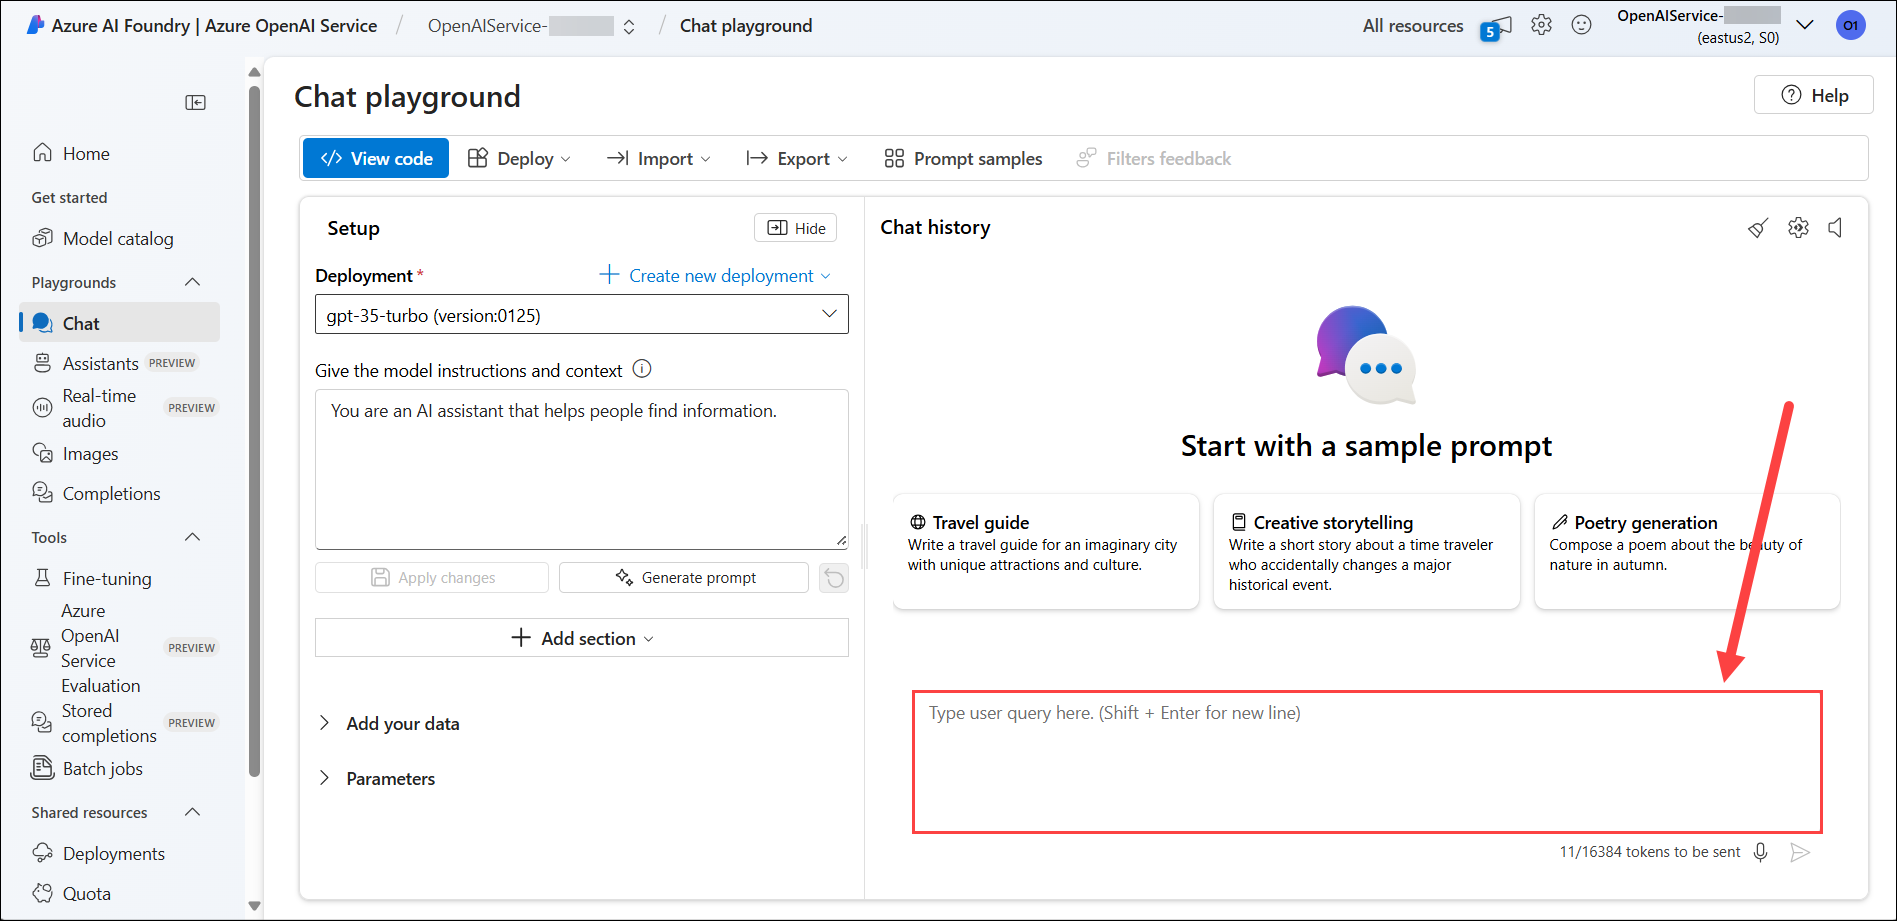 Azure AI Foundry | Azure OpenAI Service / OpenAIService- / Chat playground
All resources
5
OpenAIService-
(eastus2, S0)
O1
Home
Get started
Model catalog
Playgrounds
Chat
Assistants PREVIEW
Real-time
audio
PREVIEW
Images
Completions
Tools
Fine-tuning
Azure
OpenAI
Service
Evaluation
PREVIEW
Stored
completions
PREVIEW
Batch jobs
Shared resources
Deployments
Quota
Chat playground
Help
View code
Deploy
Import
Export
Prompt samples
Filters feedback
Setup
Hide
Deployment *
Create new deployment
gpt-35-turbo (version:0125)
Give the model instructions and context
You are an AI assistant that helps people find information.
Apply changes
Generate prompt
Add section
Add your data
Parameters
Chat history
Start with a sample prompt
Travel guide
Write a travel guide for an imaginary city
with unique attractions and culture.
Creative storytelling
Write a short story about a time traveler
who accidentally changes a major
historical event.
Poetry generation
Compose a poem about the beauty of
nature in autumn.
Type user query here. (Shift + Enter for new line)
11/16384 tokens to be sent